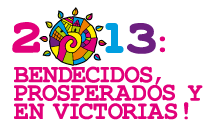 2013:
BENDECIDOS,
PROSPERADOS Y
EN VICTORIAS!